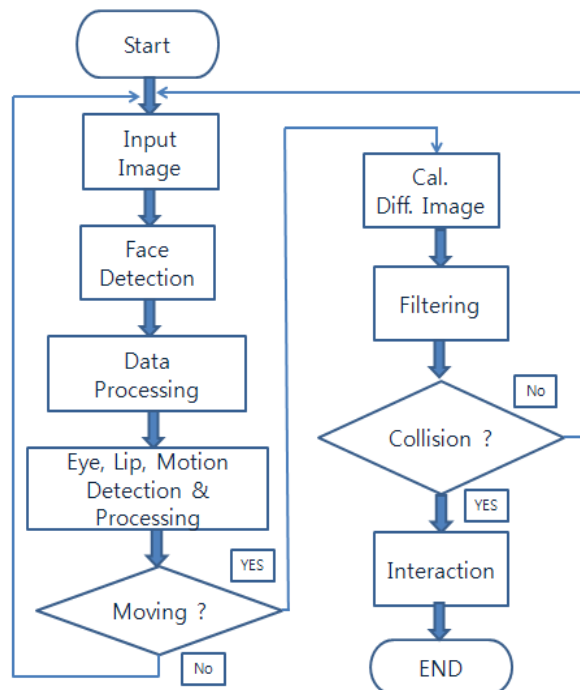 Start
Input
Image
Face
Detection
Data
Processing
Eye, Lip, Motion
Detection &
Processing
YES
Moving ?
No
Cal.
Diff. Image
Filtering
No
Collision ?
YES
Interaction
END